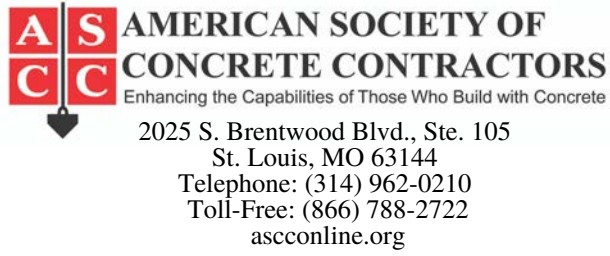 A S
C C
AMERICAN SOCIETY OF
CONCRETE CONTRACTORS
Enhancing the Capabilities of Those Who Build with Concrete
2025 S. Brentwood Blvd., Ste. 105
St. Louis, MO 63144
Telephone: (314) 962-0210
Toll-Free: (866) 788-2722
ascconline.org